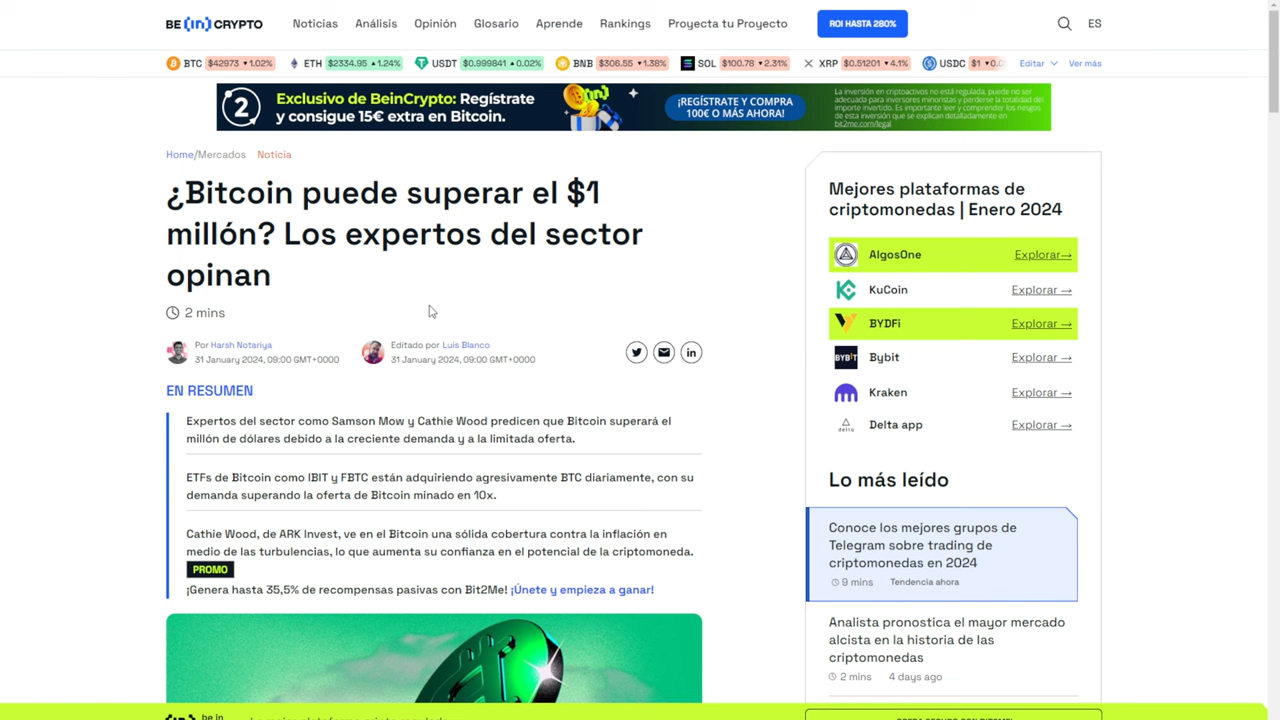 BE [in] CRYPTO
Noticias Análisis Opinión Glosario Aprende Rankings Proyecta tu Proyecto
ROI HASTA 280%
ES
BTC $42973 ▾1.02% ETH $2334.95 ▴1.24% USDT $0.999841 ▴0.02% BNB $306.55 ▾1.38% SOL $100.78 ▾2.31% XRP $0.51201 ▾4.1% USDC $1 ▾0.0
Editar Ver más
2
Exclusivo de BeinCrypto: Regístrate
y consigue 15€ extra en Bitcoin.
¡REGÍSTRATE Y COMPRA
100€ O MÁS AHORA!
La inversión en criptoactivos no está regulada, puede no ser
adecuada para inversores minoristas y perderse la totalidad del
importe invertido. Es importante leer y comprender los riesgos
de esta inversión que se explican detalladamente en
bit2me.com/legal
Home/Mercados Noticia
¿Bitcoin puede superar el $1
millón? Los expertos del sector
opinan
2 mins
Por Harsh Notariya
31 January 2024, 09:00 GMT+0000
Editado por Luis Blanco
31 January 2024, 09:00 GMT+0000
EN RESUMEN
Expertos del sector como Samson Mow y Cathie Wood predicen que Bitcoin superará el
millón de dólares debido a la creciente demanda y a la limitada oferta.
ETFs de Bitcoin como IBIT y FBTC están adquiriendo agresivamente BTC diariamente, con su
demanda superando la oferta de Bitcoin minado en 10x.
Cathie Wood, de ARK Invest, ve en el Bitcoin una sólida cobertura contra la inflación en
medio de las turbulencias, lo que aumenta su confianza en el potencial de la criptomoneda.
PROMO
¡Genera hasta 35,5% de recompensas pasivas con Bit2Me! ¡Únete y empieza a ganar!
Mejores plataformas de
criptomonedas | Enero 2024
AlgosOne Explorar→
KuCoin Explorar →
BYDFi Explorar →
BYBIT Bybit Explorar →
Kraken Explorar →
delta Delta app Explorar →
Lo más leído
Conoce los mejores grupos de
Telegram sobre trading de
criptomonedas en 2024
9 mins Tendencia ahora
Analista pronostica el mayor mercado
alcista en la historia de las
criptomonedas
2 mins 4 days ago
be in